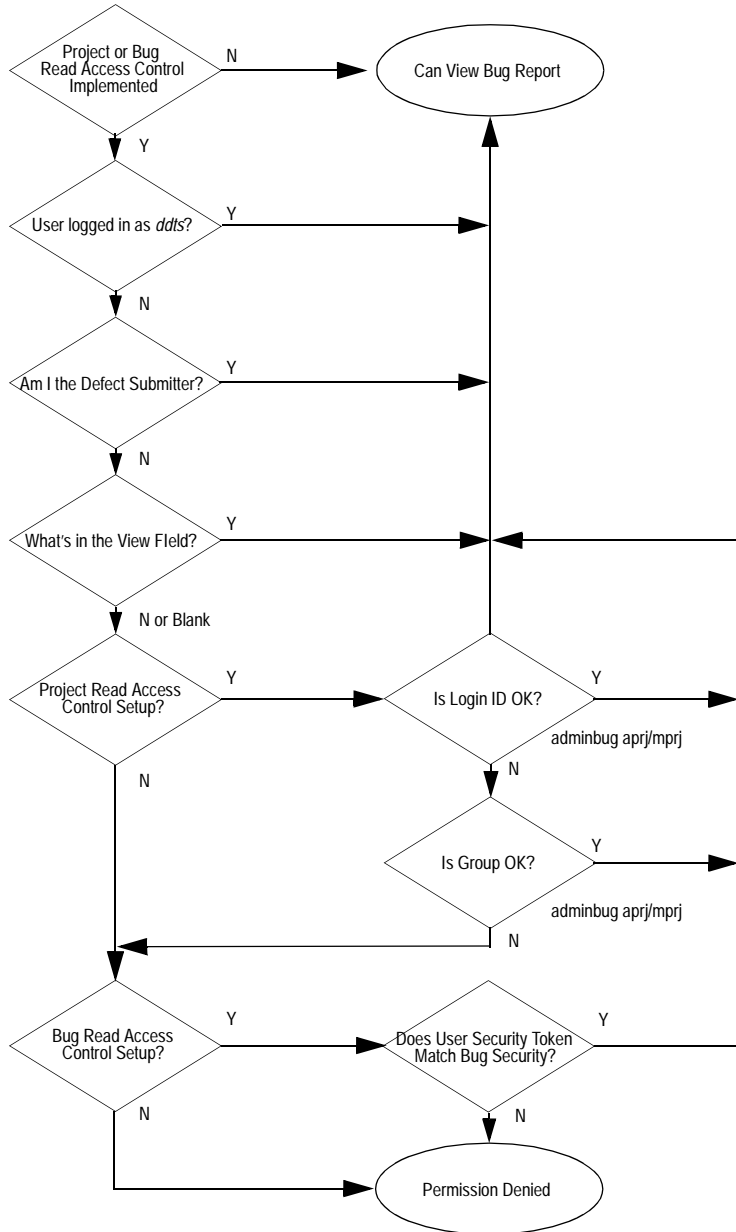 Project or Bug
Read Access Control
Implemented
N
Can View Bug Report
Y
User logged in as ddts?
Y
N
Am I the Defect Submitter?
Y
N
What's in the View FIeld?
Y
N or Blank
Project Read Access
Control Setup?
Y
Is Login ID OK?
Y
adminbug aprj/mprj
N
N
Is Group OK?
Y
adminbug aprj/mprj
N
Bug Read Access
Control Setup?
Y
Does User Security Token
Match Bug Security?
Y
N
N
Permission Denied